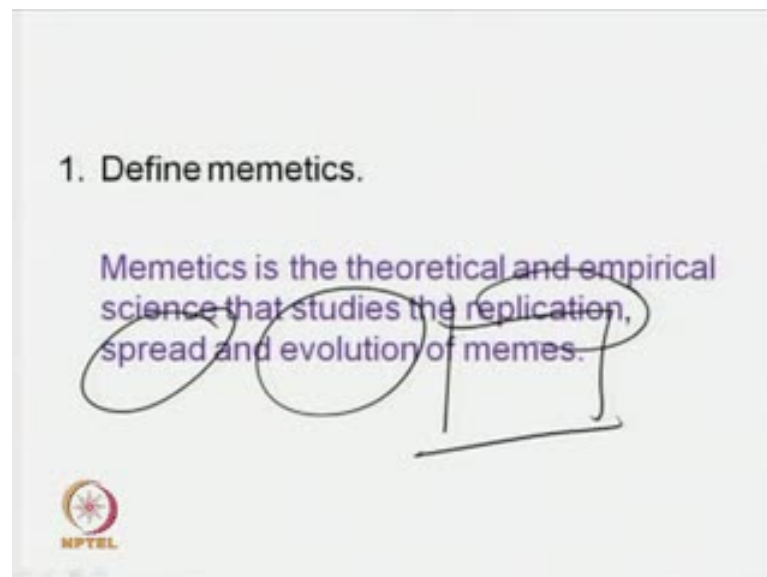 1. Define memetics.
Memetics is the theoretical and empirical
science that studies the replication,
spread and evolution of memes.
NPTEL